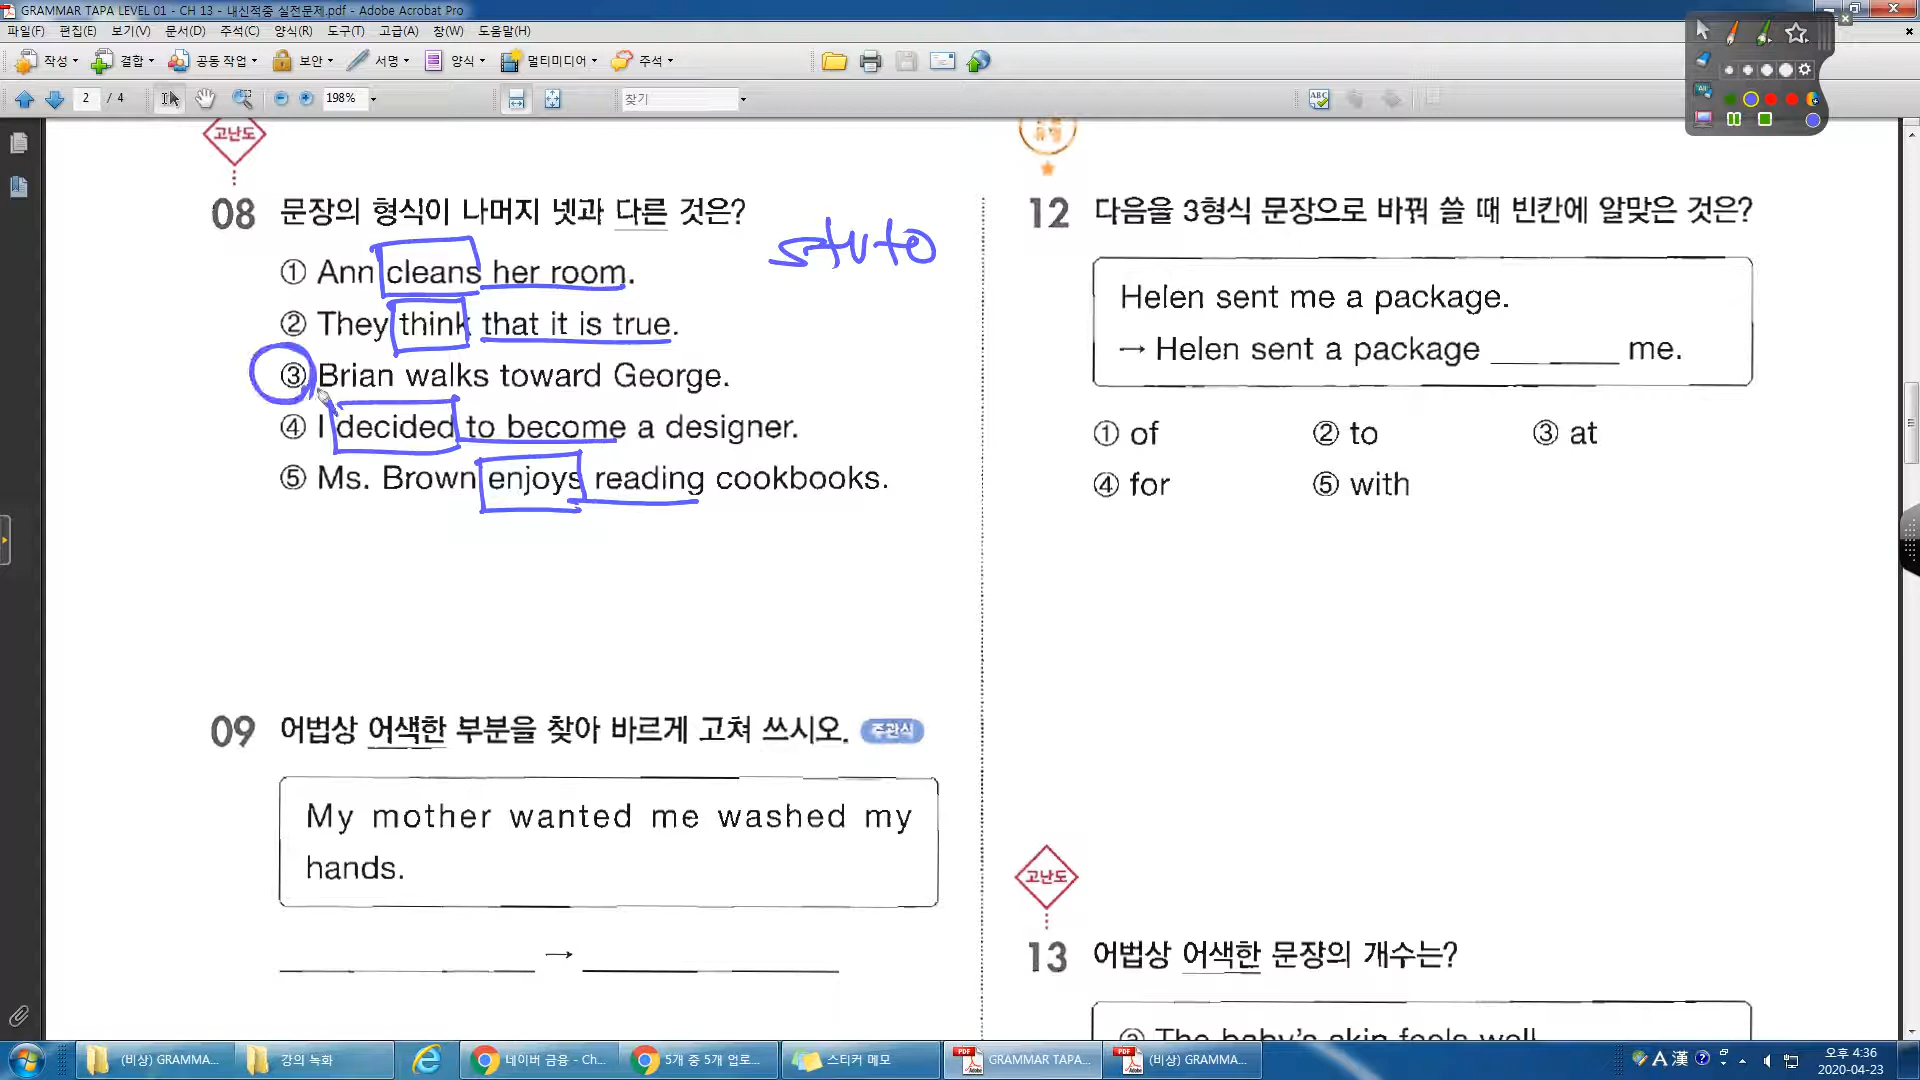 GRAMMAR TAPA LEVEL 01 - CH 13 - 내신적중 실전문제.pdf - Adobe Acrobat Pro
파일(F) 편집(E) 보기(V) 문서(D) 주석(C) 양식(R) 도구(T) 고급(A) 창(W) 도움말(H)
작성 결합 공동 작업 보안 서명 양식 멀티미디어 주석
2 / 4 198% 찾기
고난도
08 문장의 형식이 나머지 넷과 다른 것은?
① Ann cleans her room.
② They think that it is true.
③ Brian walks toward George.
④ I decided to become a designer.
⑤ Ms. Brown enjoys reading cookbooks.
09 어법상 어색한 부분을 찾아 바르게 고쳐 쓰시오. 주관식
My mother wanted me washed my
hands.
→
12 다음을 3형식 문장으로 바꿔 쓸 때 빈칸에 알맞은 것은?
Helen sent me a package.
→ Helen sent a package ________ me.
① of ② to ③ at
④ for ⑤ with
고난도
13 어법상 어색한 문장의 개수는?
ⓐ The baby's skin feels well.
(비상) GRAMMA... 강의 녹화 네이버 금융 - Ch... 5개 중 5개 업로... 스티커 메모 GRAMMAR TAPA... (비상) GRAMMA...
A 漢
오후 4:36
2020-04-23